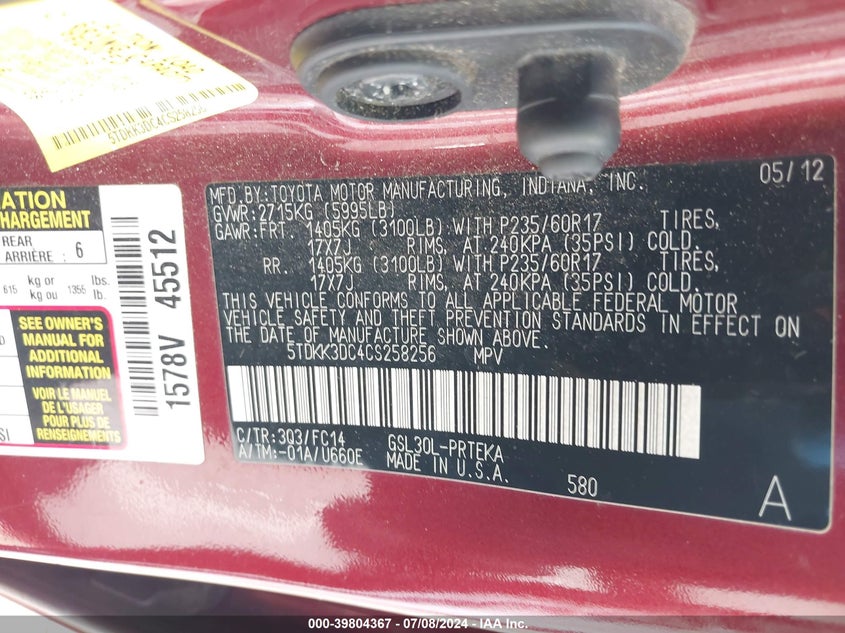 5TDKK3DC4CS258256
ATION
CHARGEMENT
REAR
ARRIÈRE : 6
615 kg or kg ou 1355 lbs. lb.
SEE OWNER'S
MANUAL FOR
ADDITIONAL
INFORMATION
VOIR LE MANUEL
DE L'USAGER
POUR PLUS DE
RENSEIGNEMENTS
1578V 45512
MFD.BY:TOYOTA MOTOR MANUFACTURING, INDIANA, INC. 05/12
GVWR:2715KG (5995LB)
GAWR:FRT. 1405KG (3100LB) WITH P235/60R17 TIRES,
17X7J RIMS, AT 240KPA (35PSI) COLD.
RR. 1405KG (3100LB) WITH P235/60R17 TIRES,
17X7J RIMS, AT 240KPA (35PSI) COLD.
THIS VEHICLE CONFORMS TO ALL APPLICABLE FEDERAL MOTOR
VEHICLE SAFETY AND THEFT PREVENTION STANDARDS IN EFFECT ON
THE DATE OF MANUFACTURE SHOWN ABOVE.
5TDKK3DC4CS258256 MPV
C/TR:3Q3/FC14 GSL30L-PRTEKA
A/TM:-01A/U660E MADE IN U.S.A.
580
A
000-39804367 - 07/08/2024 - IAA Inc.